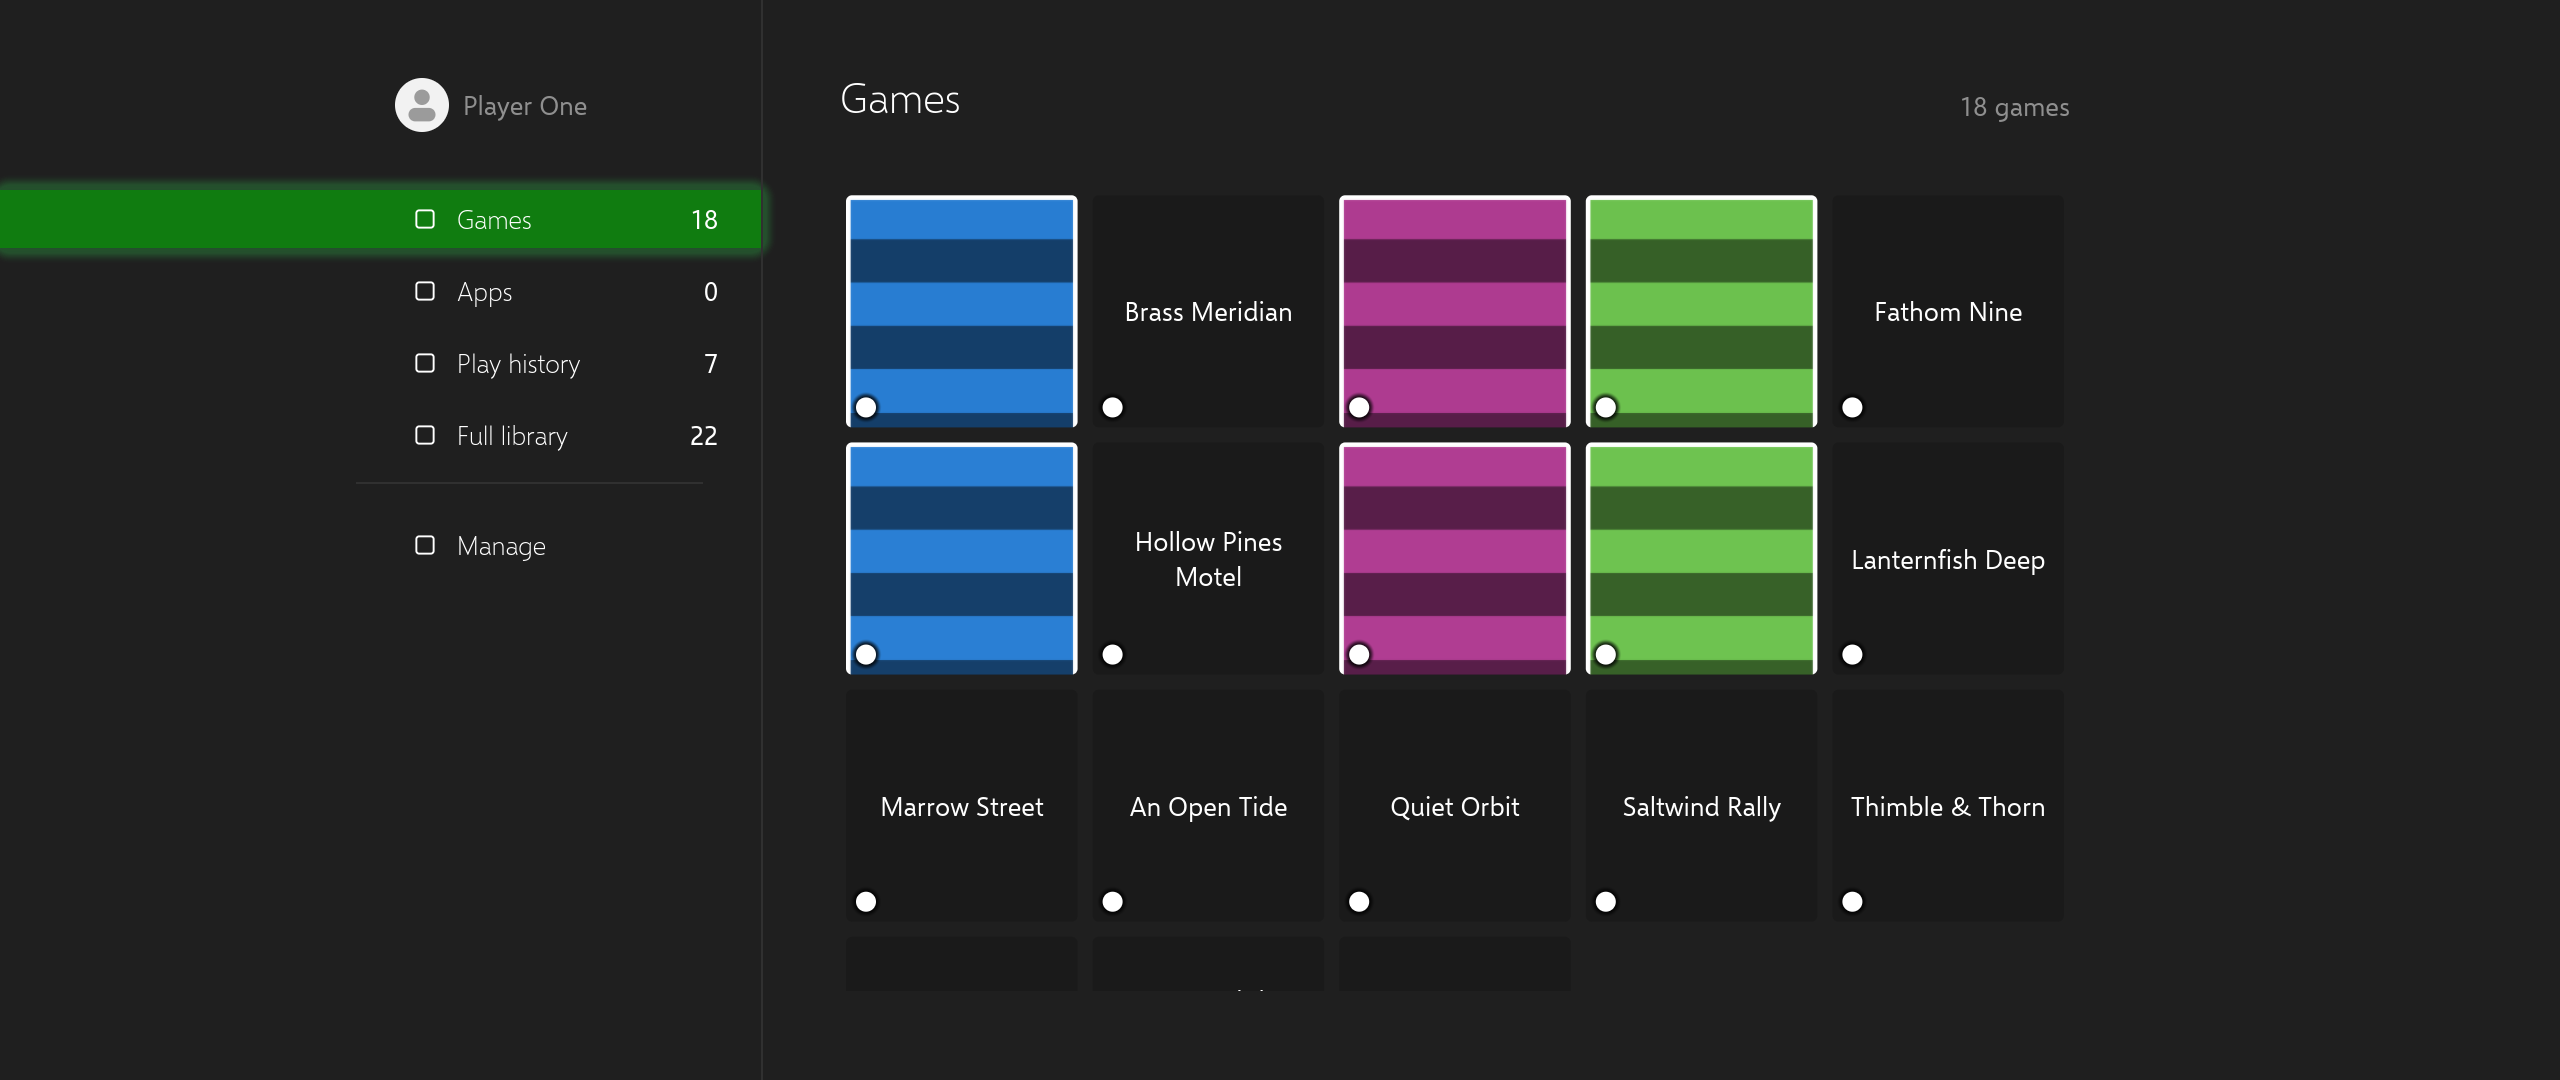 Player One
Games 18
Apps 0
Play history 7
Full library 22
Manage
Games
18 games
Brass Meridian
Fathom Nine
Hollow Pines
Motel
Lanternfish Deep
Marrow Street
An Open Tide
Quiet Orbit
Saltwind Rally
Thimble & Thorn